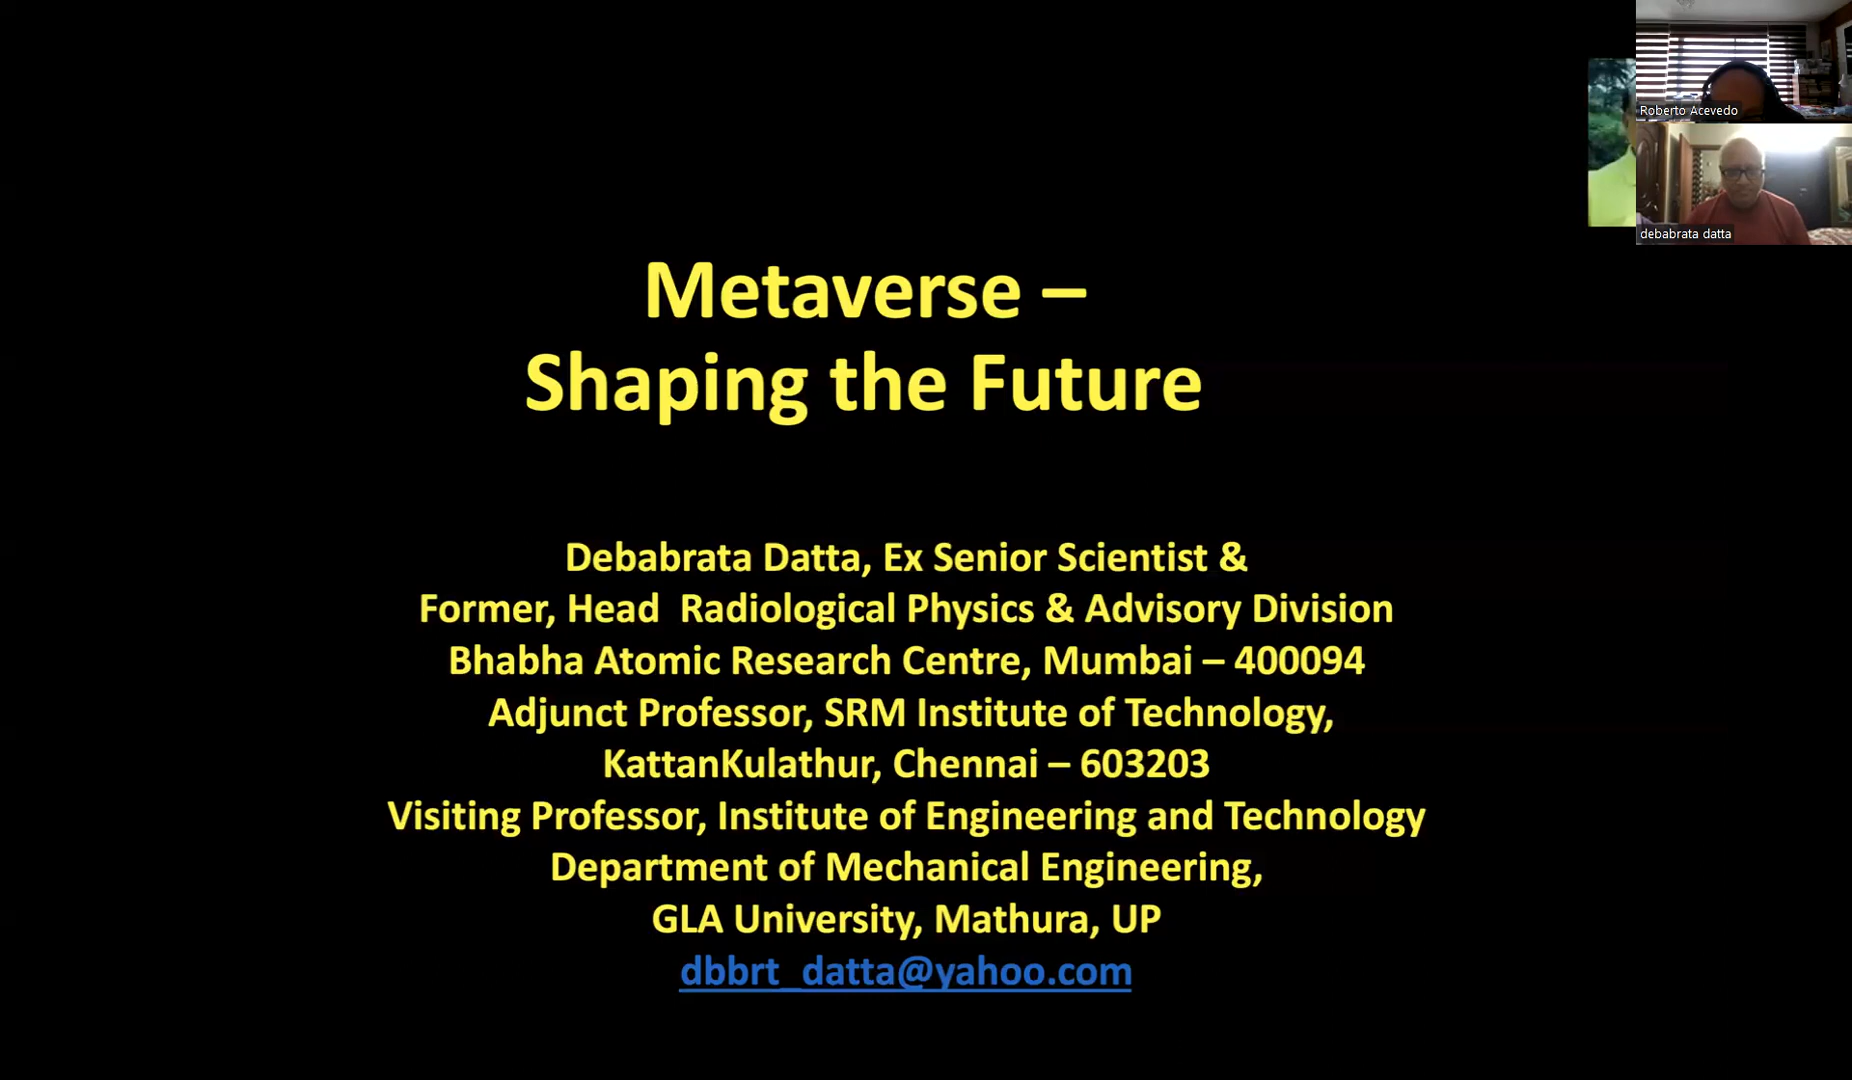 Roberto Acevedo
debabrata datta
Metaverse –
Shaping the Future
Debabrata Datta, Ex Senior Scientist &
Former, Head  Radiological Physics & Advisory Division
Bhabha Atomic Research Centre, Mumbai – 400094
Adjunct Professor, SRM Institute of Technology,
KattanKulathur, Chennai – 603203
Visiting Professor, Institute of Engineering and Technology
Department of Mechanical Engineering,
GLA University, Mathura, UP
dbbrt_datta@yahoo.com